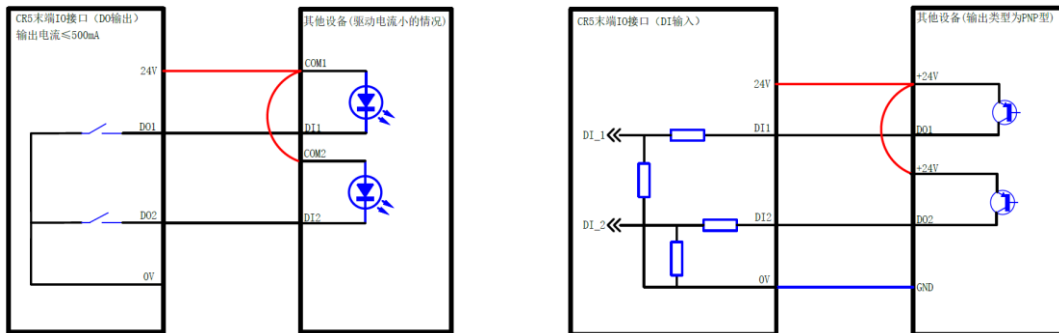 CR5末端IO接口（DO输出）
输出电流≤500mA
24V
DO1
DO2
0V
其他设备(驱动电流小的情况)
COM1
DI1
COM2
DI2
CR5末端IO接口（DI输入）
24V
DI_1
DI1
DI_2
DI2
0V
其他设备(输出类型为PNP型)
+24V
DO1
+24V
DO2
GND